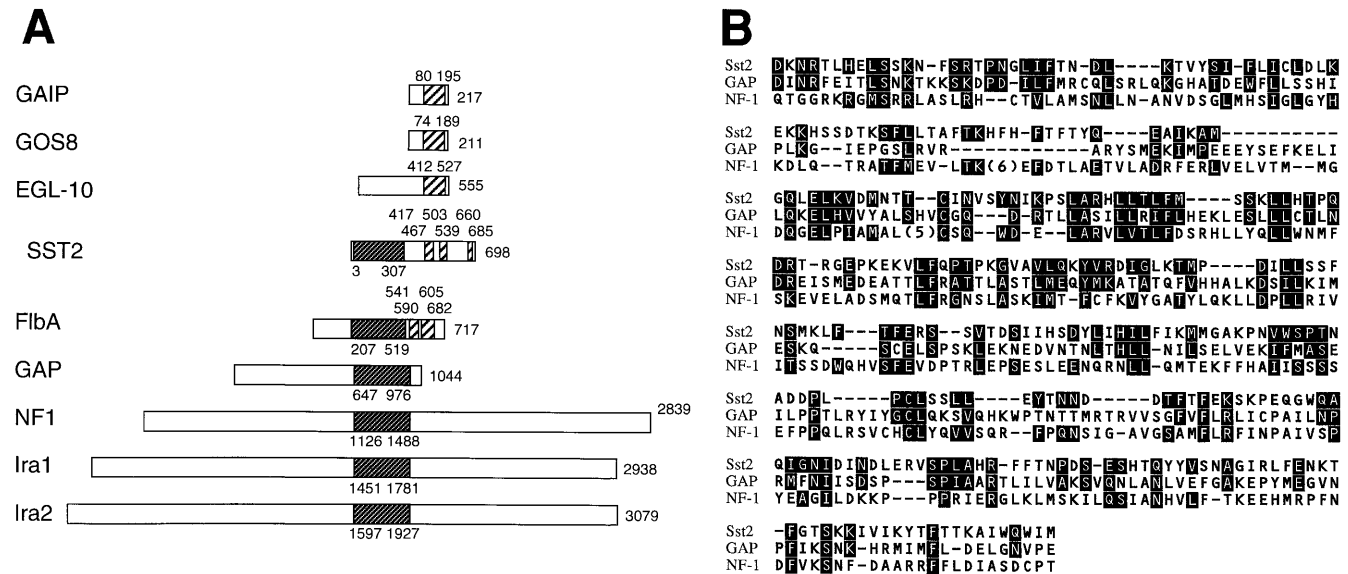 A
GAIP
80 195
217
GOS8
74 189
211
EGL-10
412 527
555
SST2
417 503 660
467 539 685
698
3 307
FlbA
541 605
590 682
717
207 519
GAP
1044
647 976
NF1
2839
1126 1488
Ira1
2938
1451 1781
Ira2
3079
1597 1927
B
Sst2 DKNRTLHELSSKN-FSRTPNGLIFTN-DL----KTVYSI-FLICLDLK
GAP DINRFEITLSNKTKKSKDPD-ILFMRCQLSRLQKGHATDEWFLLSSHI
NF-1 QTGGRKRGMSRRLASLRH--CTVLAMSNLLN-ANVDSGLMHSIGLGYH
Sst2 EKKHSSDTKSFLLTAFTKHFH-FTFTYQ----EAIKAM----------
GAP PLKG--IEPGSLRVR------------ARYSMEKIMPEEEYSEFKELI
NF-1 KDLQ--TRATFMEV-LTK(6)EFDTLAETVLADRFERLVELVTM--MG
Sst2 GQLELKVDMNTT--CINVSYNIKPSLARHLLTLFM----SSKLLHTPQ
GAP LQKELHVVYALSHVCGQ---D-RTLLASILLRIFLHEKLESLLLCTLN
NF-1 DQGELPIAMAL(5)CSQ--WD-E--LARVLVTLFDSRHLLYQLLWNMF
Sst2 DRT-RGEPKEKVLFQPTPKGVAVLQKYVRDIGLKTMP----DILLSSF
GAP DREISMEDEATTLFRATTLASTLMEQYMKATATQFVHHALKDSILKIM
NF-1 SKEVELADSMQTLFRGNSLASKIMT-FCFKVYGATYLQKLLDPLLRIV
Sst2 NSMKLF---TFERS--SVTDSIIHSDYLIHILFIKMMGAKPNVWSPTN
GAP ESKQ-----SCELSPSKLEKNEDVNTNLTHLL-NILSELVEKIFMASE
NF-1 ITSSDWQHVSFEVDPTRLEPSESLEENQRNLL-QMTEKFFHAIISSSS
Sst2 ADDPL-----PCLSSLL----EYTNND----DTFTFEKSKPEQGWQA
GAP ILPPTLRYIYGCLQKSVQHKWPTNTTMRTRVVSGFVFLRLICPAILNP
NF-1 EFPPQLRSVCHCLYQVVSQR--FPQNSIG-AVGSAMFLRFINPAIVSP
Sst2 QIGNIDINDLERVSPLAHR-FFTNPDS-ESHTQYYVSNAGIRLFENKT
GAP RMFNIISDSP---SPIAARTLILVAKSVQNLANLVEFGAKEPYMEGVN
NF-1 YEAGILDKKP---PPRIERGLKLMSKILQSIANHVLF-TKEEHMRPFN
Sst2 -FGTSKKIVIKYTFTTKAIWQWIM
GAP PFIKSNK-HRMIMFL-DELGNVPE
NF-1 DFVKSNF-DAARRFFLDIASDCPT